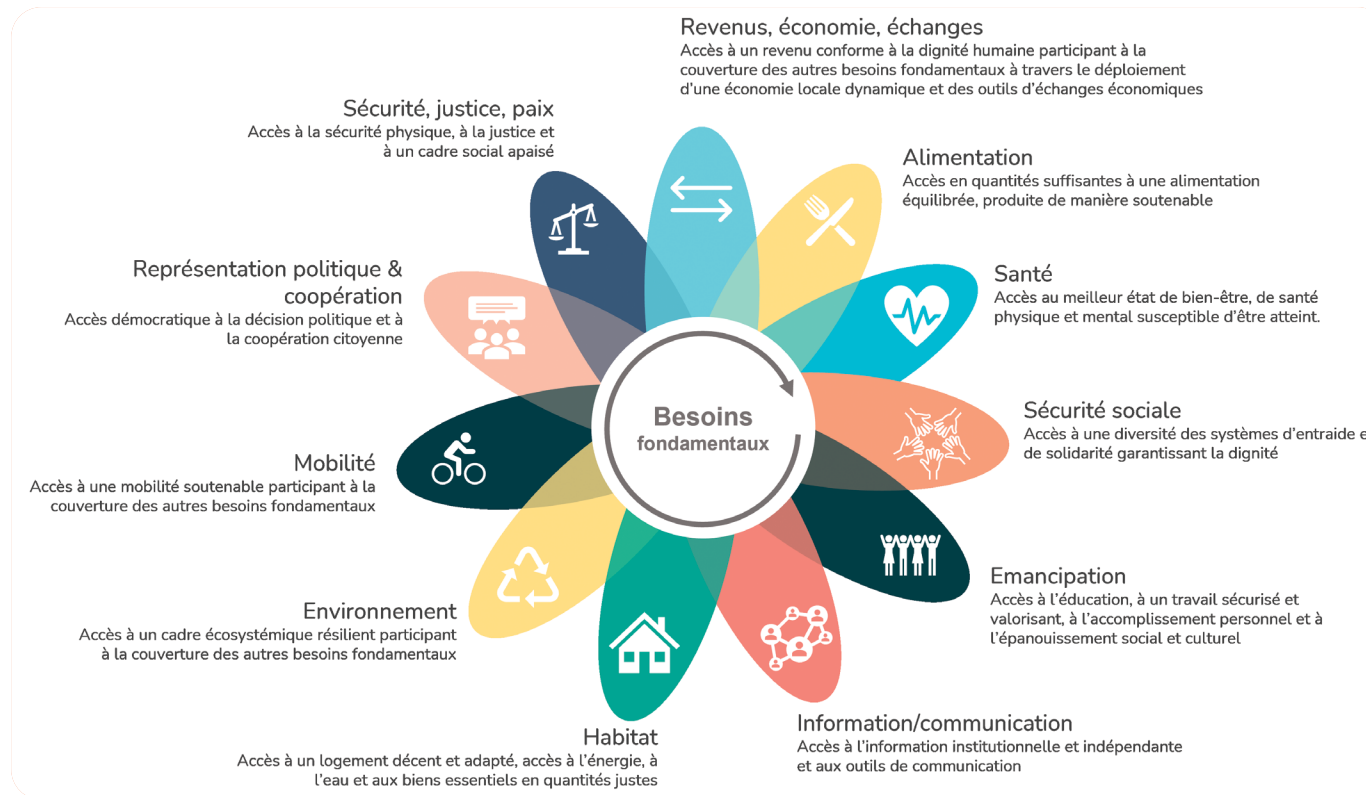 Revenus, économie, échanges
Accès à un revenu conforme à la dignité humaine participant à la
couverture des autres besoins fondamentaux à travers le déploiement
d'une économie locale dynamique et des outils d'échanges économiques
Alimentation
Accès en quantités suffisantes à une alimentation
équilibrée, produite de manière soutenable
Santé
Accès au meilleur état de bien-être, de santé
physique et mental susceptible d'être atteint.
Sécurité sociale
Accès à une diversité des systèmes d'entraide e
de solidarité garantissant la dignité
Emancipation
Accès à l'éducation, à un travail sécurisé et
valorisant, à l'accomplissement personnel et à
l'épanouissement social et culturel
Information/communication
Accès à l'information institutionnelle et indépendante
et aux outils de communication
Habitat
Accès à un logement décent et adapté, accès à l'énergie, à
l'eau et aux biens essentiels en quantités justes
Environnement
Accès à un cadre écosystémique résilient participant
à la couverture des autres besoins fondamentaux
Mobilité
Accès à une mobilité soutenable participant à la
couverture des autres besoins fondamentaux
Représentation politique &
coopération
Accès démocratique à la décision politique et à
la coopération citoyenne
Sécurité, justice, paix
Accès à la sécurité physique, à la justice et
à un cadre social apaisé
Besoins
fondamentaux